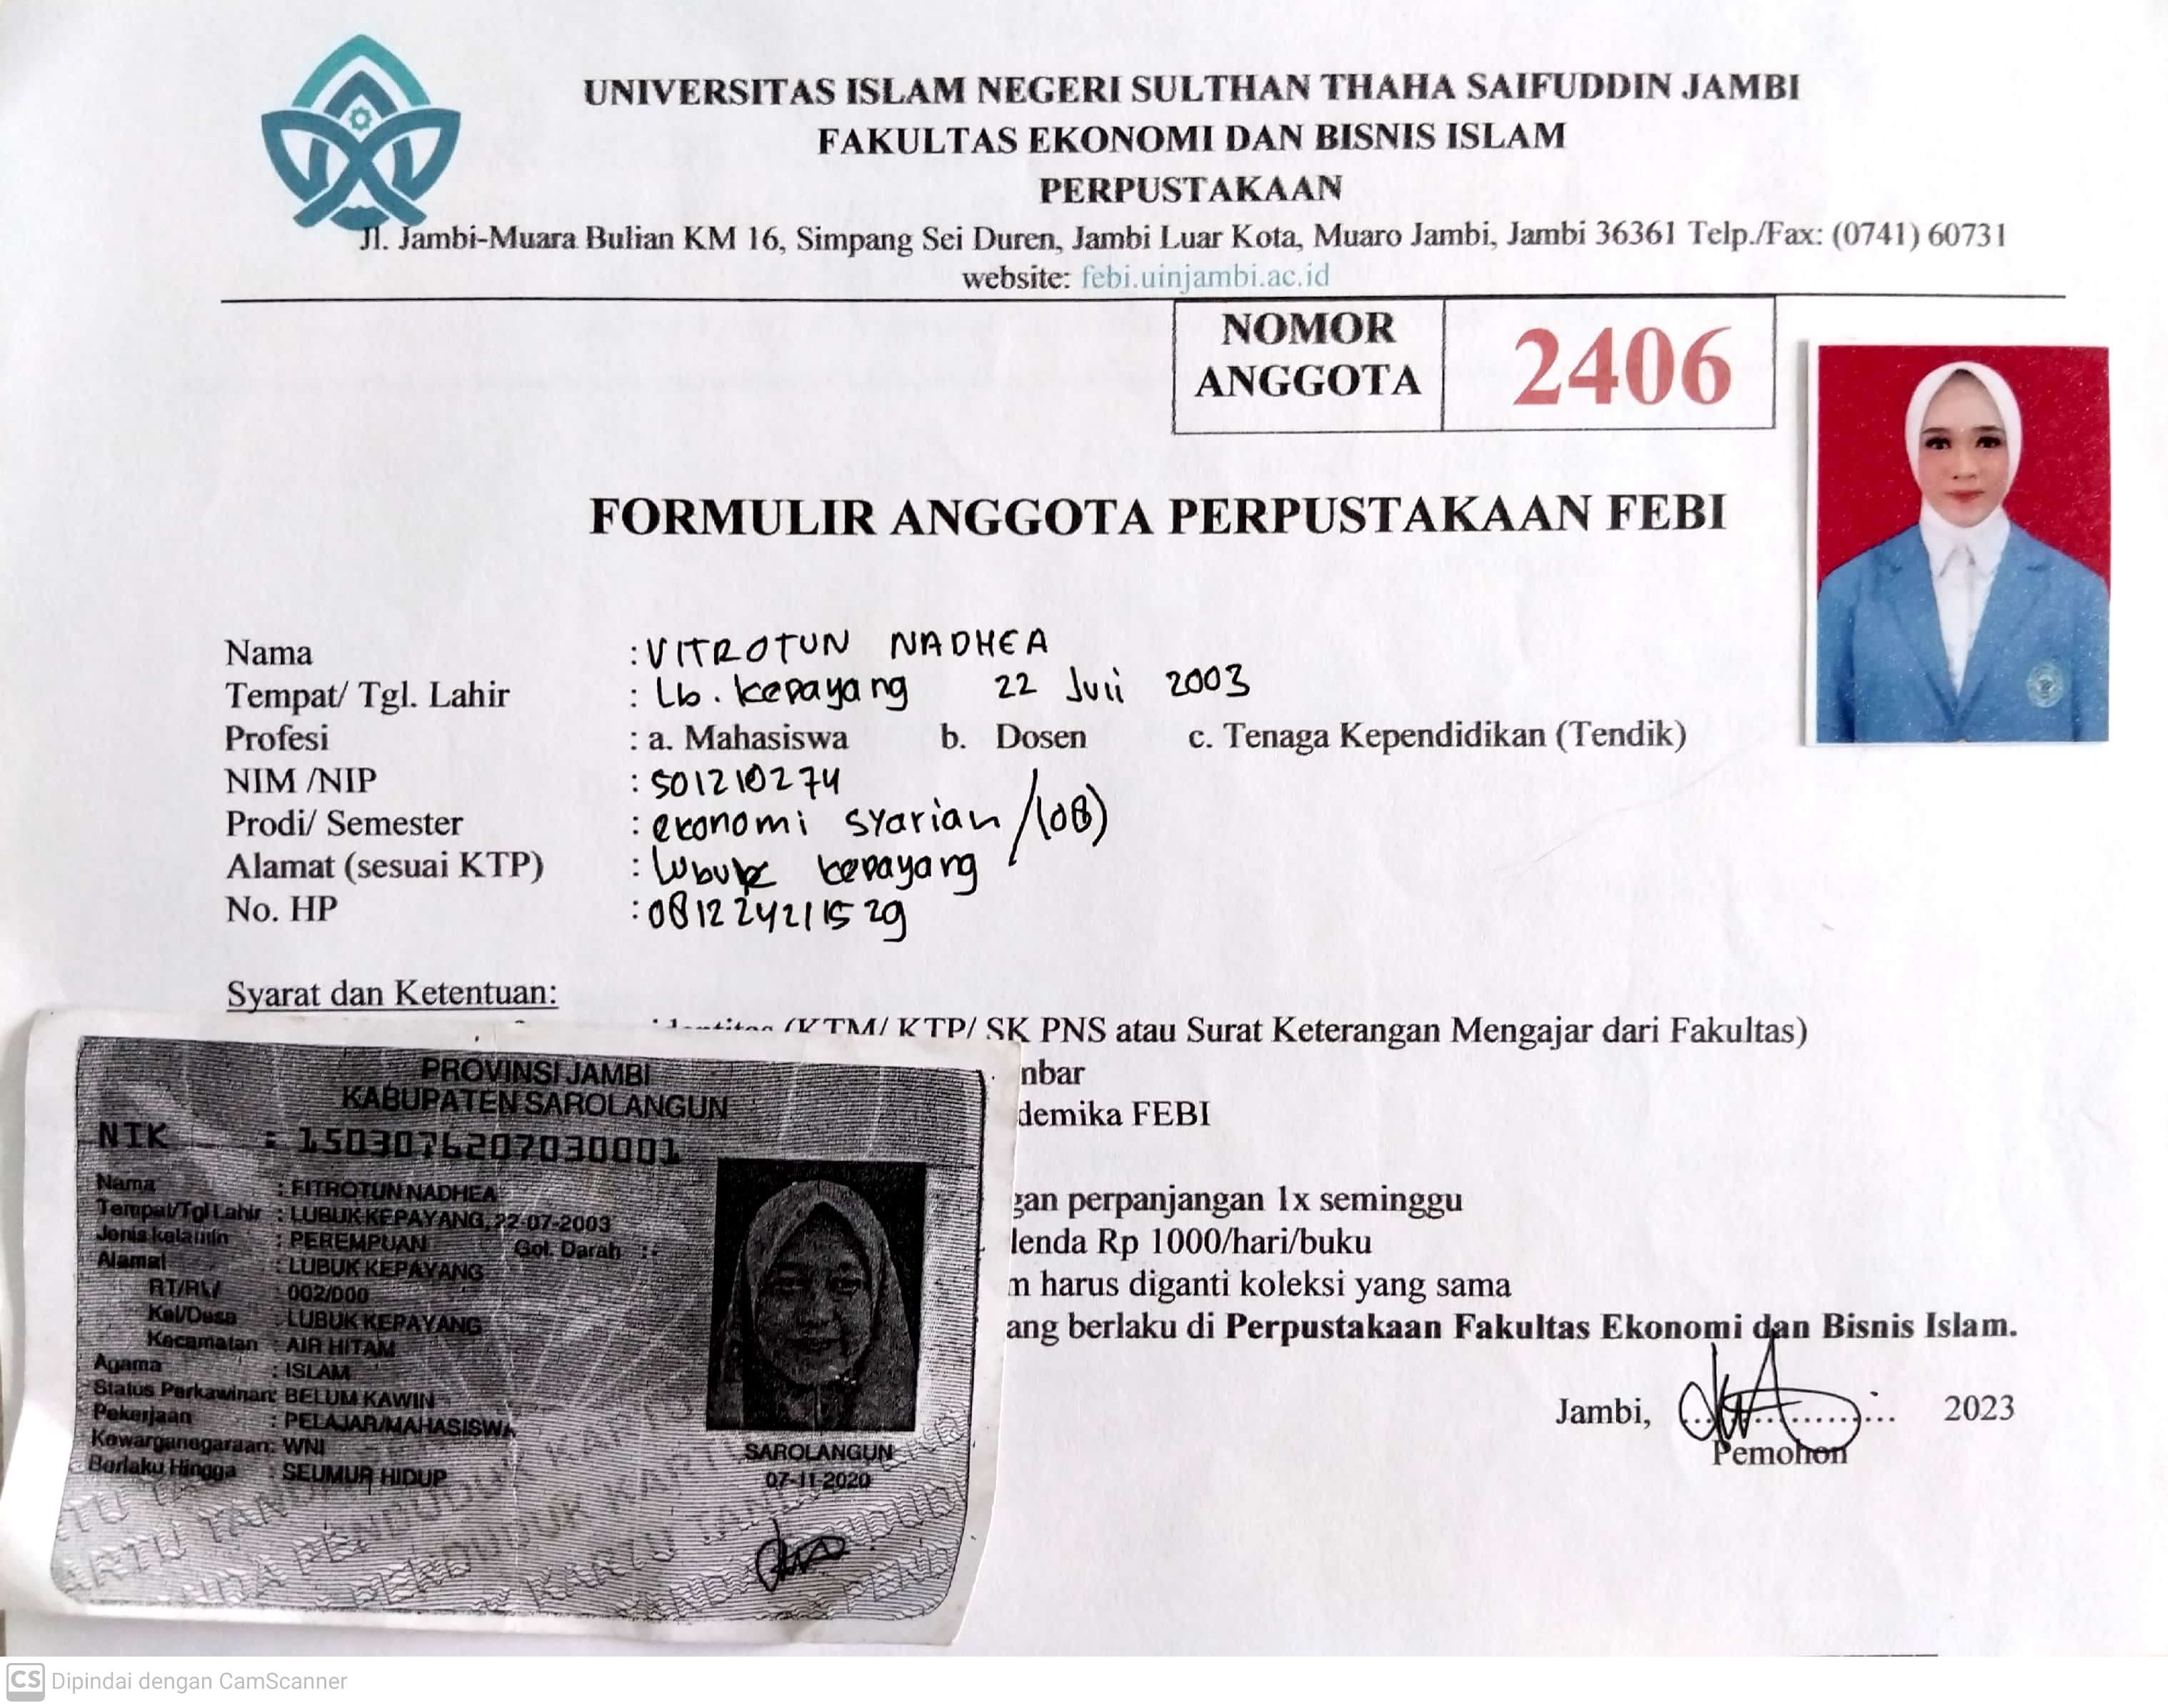 UNIVERSITAS ISLAM NEGERI SULTHAN THAHA SAIFUDDIN JAMBI
FAKULTAS EKONOMI DAN BISNIS ISLAM
PERPUSTAKAAN
Jl. Jambi-Muara Bulian KM 16, Simpang Sei Duren, Jambi Luar Kota, Muaro Jambi, Jambi 36361 Telp./Fax: (0741) 60731
website: febi.uinjambi.ac.id
NOMOR ANGGOTA 2406
FORMULIR ANGGOTA PERPUSTAKAAN FEBI
Nama : VITROTUN NADHEA
Tempat/ Tgl. Lahir : Lb. kepayang 22 Juli 2003
Profesi : a. Mahasiswa b. Dosen c. Tenaga Kependidikan (Tendik)
NIM /NIP : 501210274
Prodi/ Semester : ekonomi syariah /(08)
Alamat (sesuai KTP) : Lubuk kepayang
No. HP : 081224211529
Syarat dan Ketentuan:
(KTM/ KTP/ SK PNS atau Surat Keterangan Mengajar dari Fakultas)
nbar
demika FEBI
gan perpanjangan 1x seminggu
lenda Rp 1000/hari/buku
m harus diganti koleksi yang sama
ang berlaku di Perpustakaan Fakultas Ekonomi dan Bisnis Islam.
Jambi, 2023
Pemohon
PROVINSI JAMBI
KABUPATEN SAROLANGUN
NIK : 1503076207030001
Nama : FITROTUN NADHEA
Tempat/Tgl Lahir : LUBUK KEPAYANG, 22-07-2003
Jenis kelamin : PEREMPUAN Gol. Darah : -
Alamat : LUBUK KEPAYANG
RT/RW : 002/000
Kel/Desa : LUBUK KEPAYANG
Kecamatan : AIR HITAM
Agama : ISLAM
Status Perkawinan: BELUM KAWIN
Pekerjaan : PELAJAR/MAHASISWA
Kewarganegaraan: WNI
Berlaku Hingga : SEUMUR HIDUP
SAROLANGUN
07-11-2020
CS Dipindai dengan CamScanner